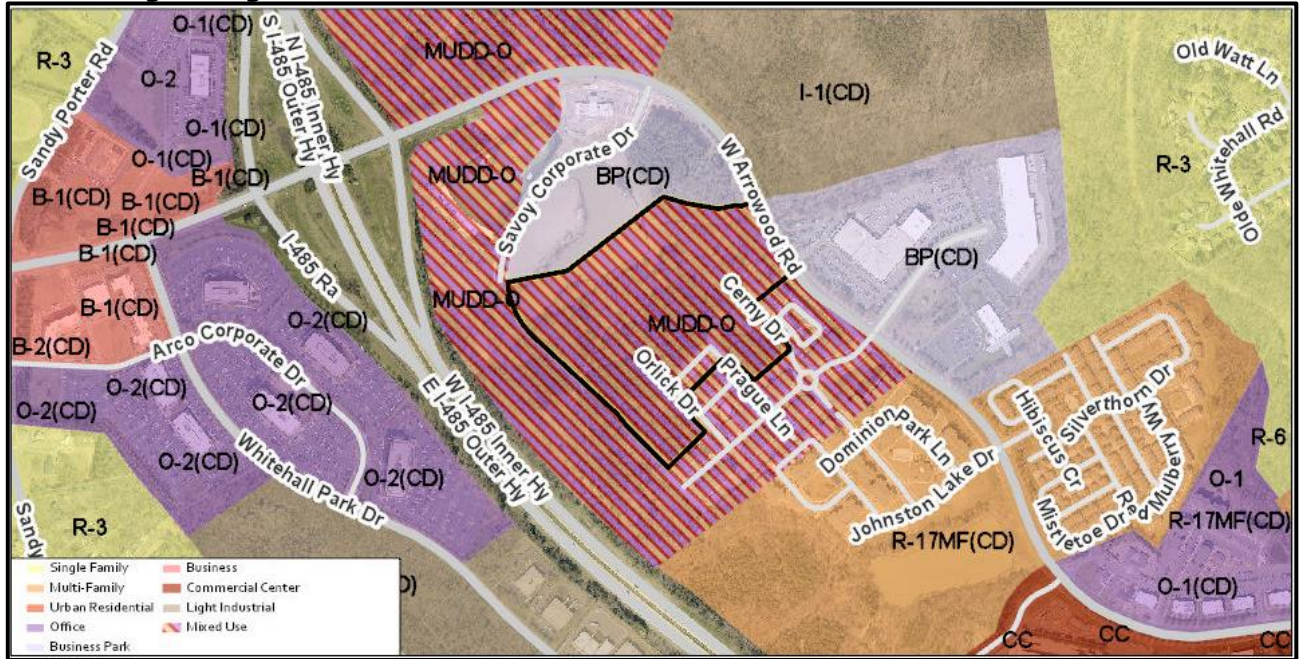 O-1(CD)
R-3
Sandy Porter Rd
O-2
O-1(CD)
O-1(CD)
B-1(CD)
B-1(CD)
B-1(CD)
B-1(CD)
B-1(CD)
B-1(CD)
B-2(CD)
S I-485 Outer Hy
N I-485 Inner Hy
I-485 Ra
MUDD-O
MUDD-O
MUDD-O
MUDD-O
Savoy Corporate Dr
BP(CD)
W Arrowood Rd
I-1(CD)
Old Watt Ln
Olde Whitehall Rd
R-3
BP(CD)
Cerny Dr
Orlick Dr
Prague Ln
Dominion Park Ln
Johnston Lake Dr
Hibiscus Cr
Silverthorn Dr
Red Mulberry Wy
Mistletoe Dr
R-6
O-1
R-17MF(CD)
R-17MF(CD)
O-1(CD)
CC
CC
CC
O-2(CD)
Arco Corporate Dr
O-2(CD)
O-2(CD)
O-2(CD)
O-2(CD)
O-2(CD)
Whitehall Park Dr
W I-485 Inner Hy
E I-485 Outer Hy
R-3
Sandy
D)
Single Family
Multi-Family
Urban Residential
Office
Business Park
Business
Commercial Center
Light Industrial
Mixed Use